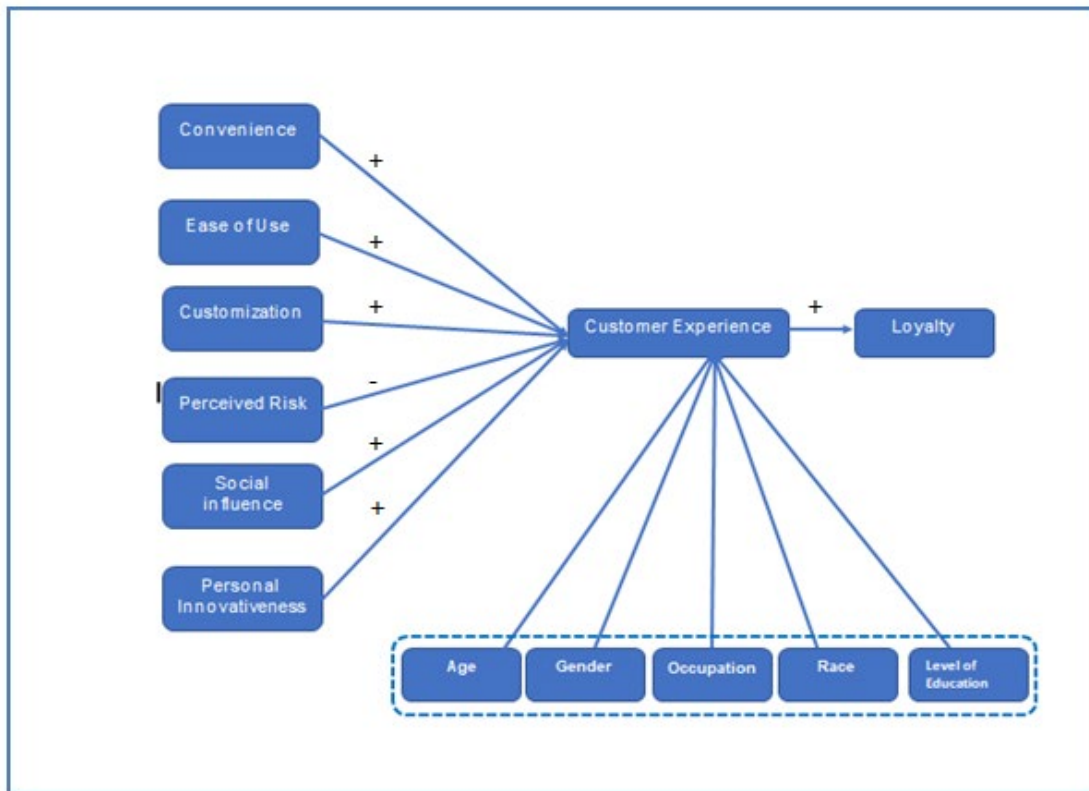 Convenience
+
Ease of Use
+
Customization
+
Customer Experience
+
Loyalty
Perceived Risk
-
Social
influence
+
Personal
Innovativeness
+
Age
Gender
Occupation
Race
Level of
Education